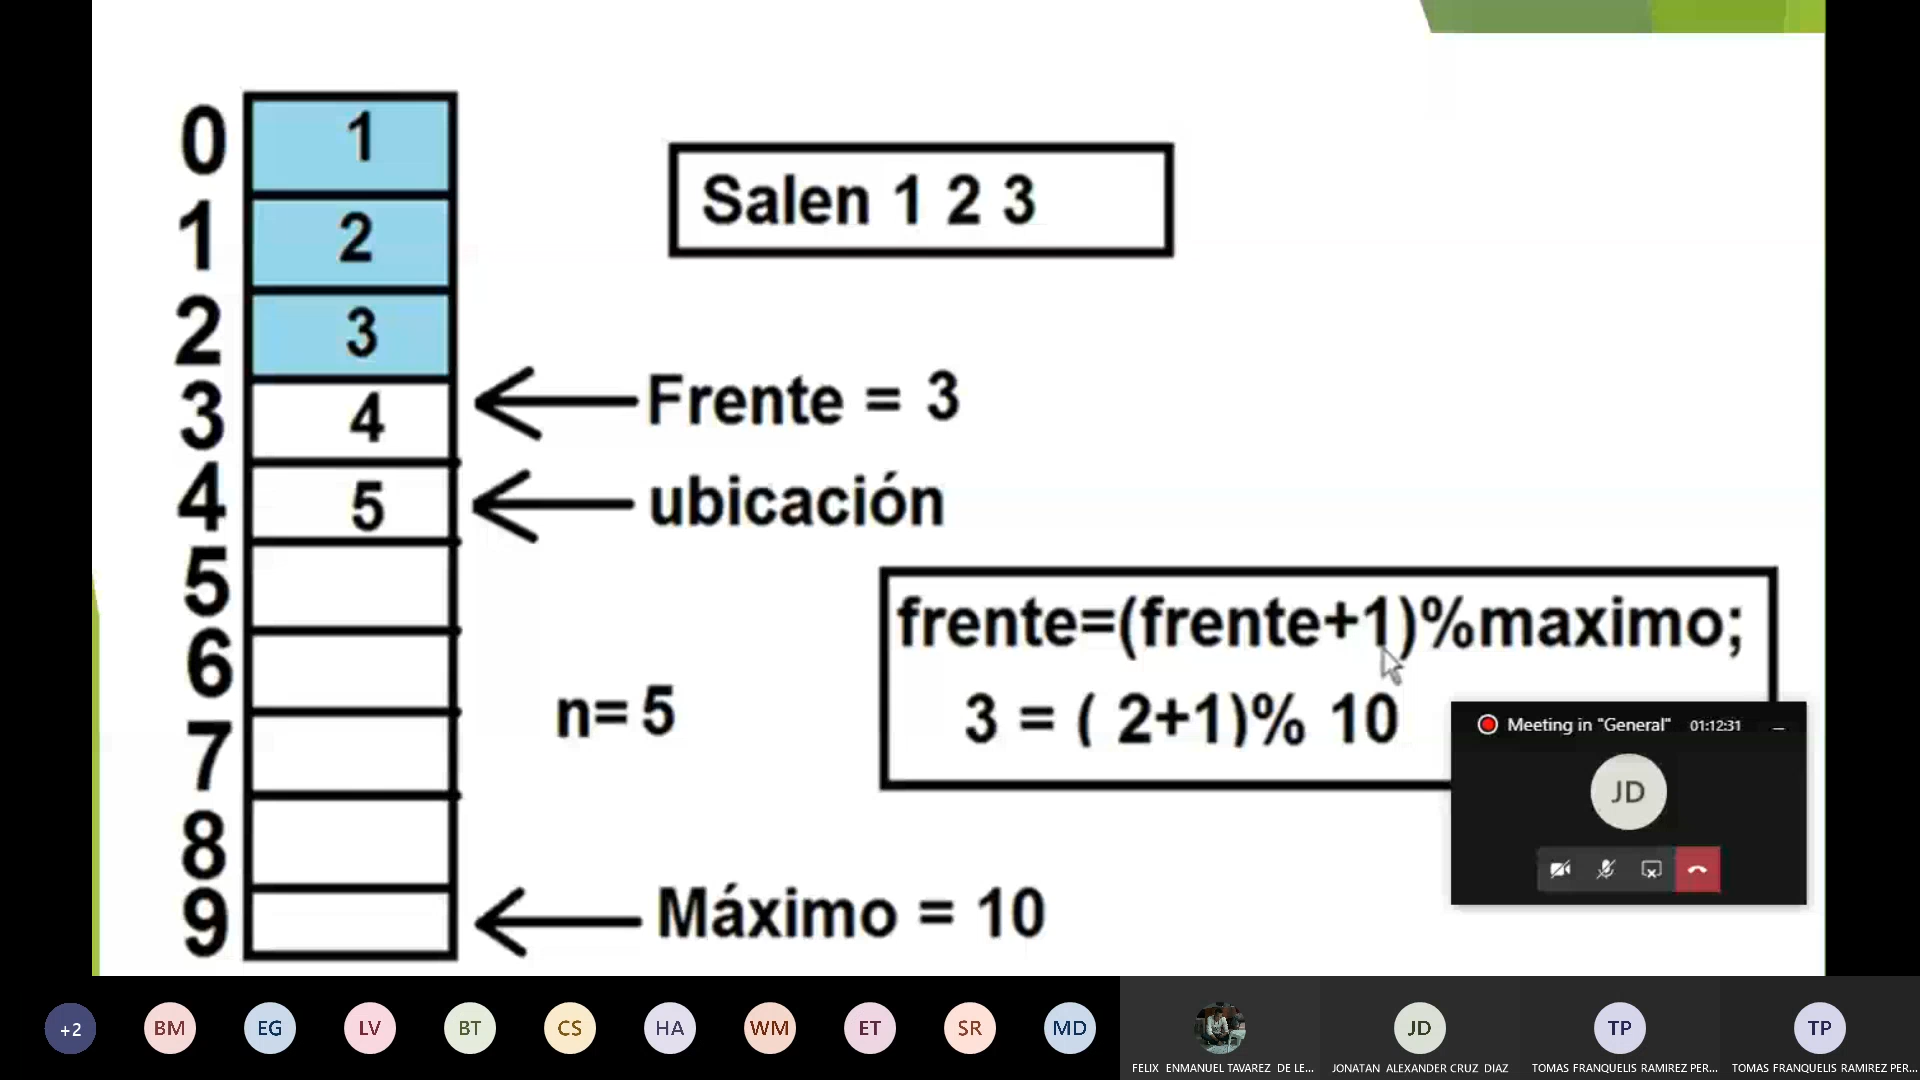 0 1
1 2
2 3
3 4
4 5
5
6
7
8
9
Salen 1 2 3
Frente = 3
ubicación
n= 5
frente=(frente+1)%maximo;
3 = ( 2+1)% 10
Máximo = 10
Meeting in "General" 01:12:31
JD
+2
BM
EG
LV
BT
CS
HA
WM
ET
SR
MD
FELIX ENMANUEL TAVAREZ DE LE...
JD
JONATAN ALEXANDER CRUZ DIAZ
TP
TOMAS FRANQUELIS RAMIREZ PER...
TP
TOMAS FRANQUELIS RAMIREZ PER...